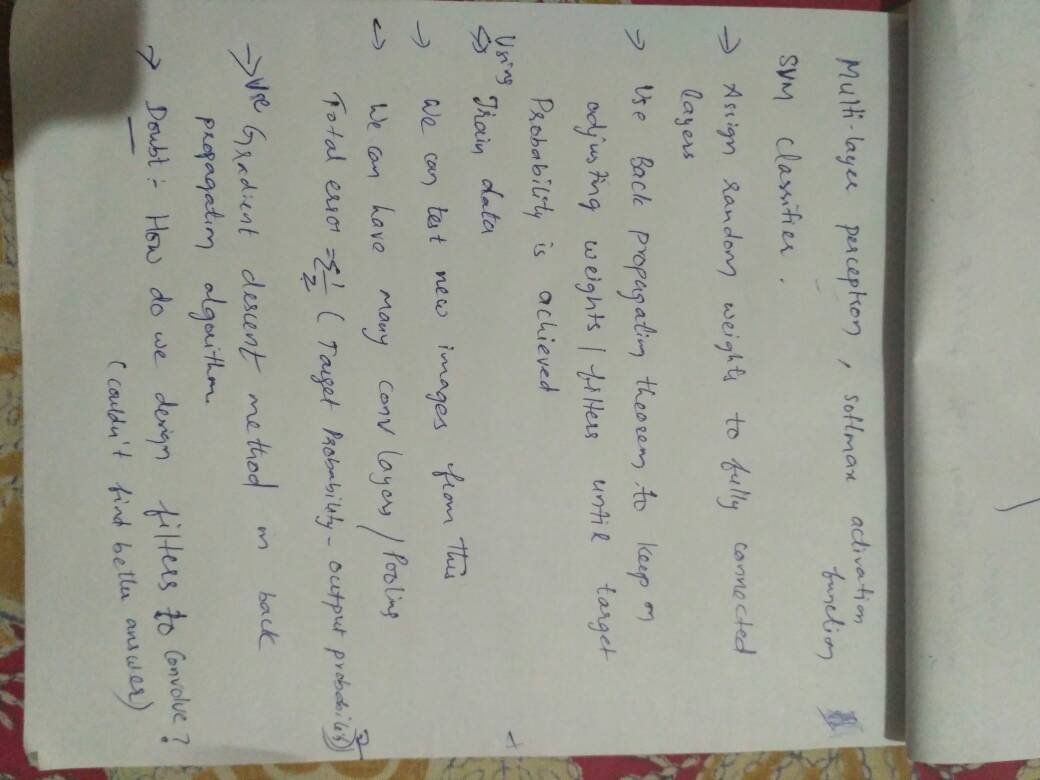 Multi-layer perceptron, softmax activation
function
SVM classifier.
→ Assign random weights to fully connected
layers
→ Use Back propagation theorem to keep on
adjusting weights / filters until target
Probability is achieved
Using
↔ Train data
→ We can test new images from this
↔ We can have many conv layers / Pooling
Total error = Σ 1/2 ( Target Probability - output probability)²
→ Use Gradient descent method in back
propagation algorithm.
→ Doubt :- How do we design filters to convolve?
(couldn't find better answer)